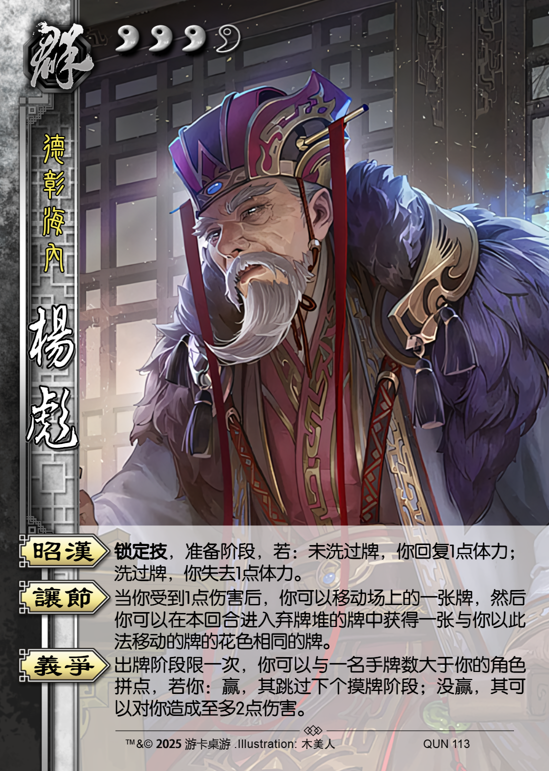 群
德彰海內
楊彪
昭漢
锁定技，准备阶段，若：未洗过牌，你回复1点体力；
洗过牌，你失去1点体力。
讓節
当你受到1点伤害后，你可以移动场上的一张牌，然后
你可以在本回合进入弃牌堆的牌中获得一张与你以此
法移动的牌的花色相同的牌。
義爭
出牌阶段限一次，你可以与一名手牌数大于你的角色
拼点，若你：赢，其跳过下个摸牌阶段；没赢，其可
以对你造成至多2点伤害。
™&© 2025 游卡桌游 .Illustration: 木美人
QUN 113